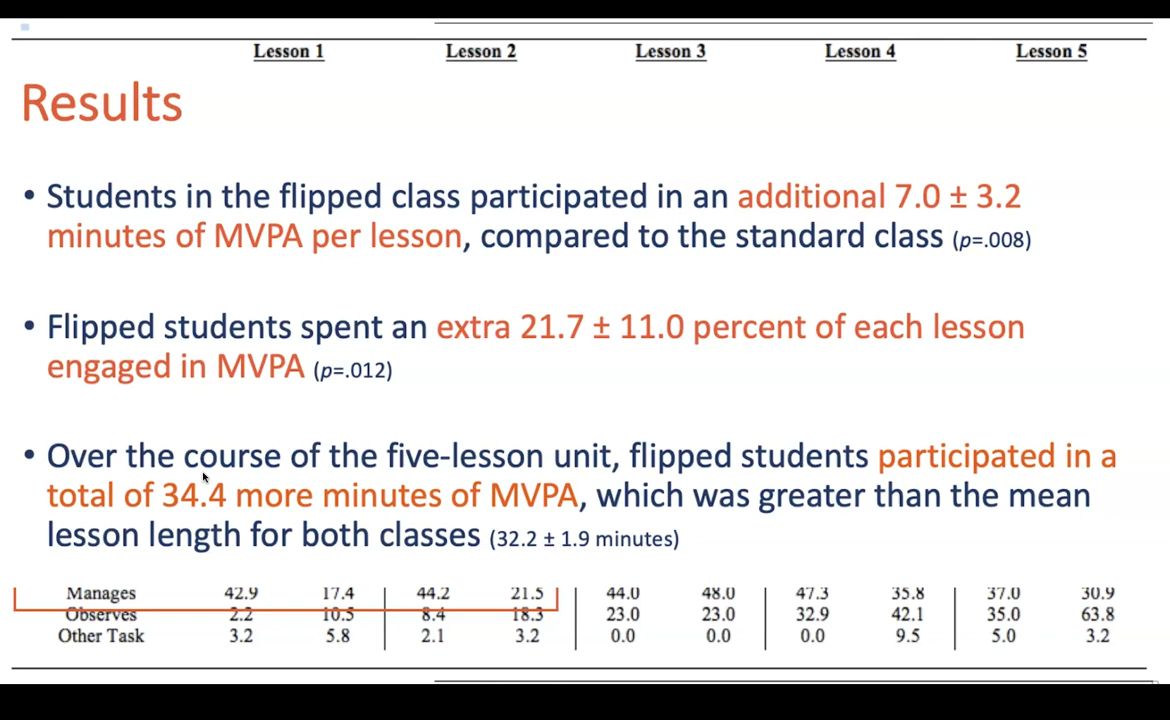 Lesson 1 Lesson 2 Lesson 3 Lesson 4 Lesson 5
Results
• Students in the flipped class participated in an additional 7.0 ± 3.2
minutes of MVPA per lesson, compared to the standard class (p=.008)
• Flipped students spent an extra 21.7 ± 11.0 percent of each lesson
engaged in MVPA (p=.012)
• Over the course of the five-lesson unit, flipped students participated in a
total of 34.4 more minutes of MVPA, which was greater than the mean
lesson length for both classes (32.2 ± 1.9 minutes)
Manages 42.9 17.4 44.2 21.5 44.0 48.0 47.3 35.8 37.0 30.9
Observes 2.2 10.5 8.4 18.3 23.0 23.0 32.9 42.1 35.0 63.8
Other Task 3.2 5.8 2.1 3.2 0.0 0.0 0.0 9.5 5.0 3.2